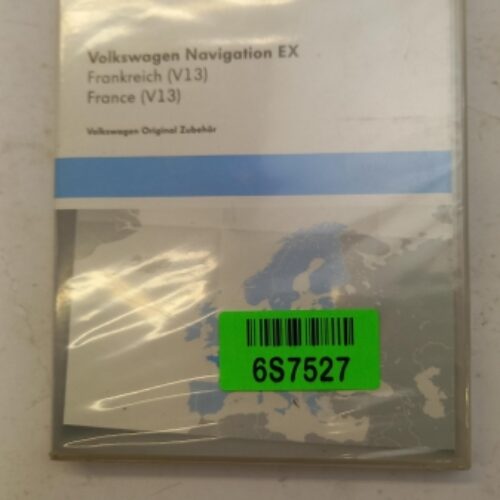 Volkswagen Navigation EX
Frankreich (V13)
France (V13)
Volkswagen Original Zubehör
6S7527